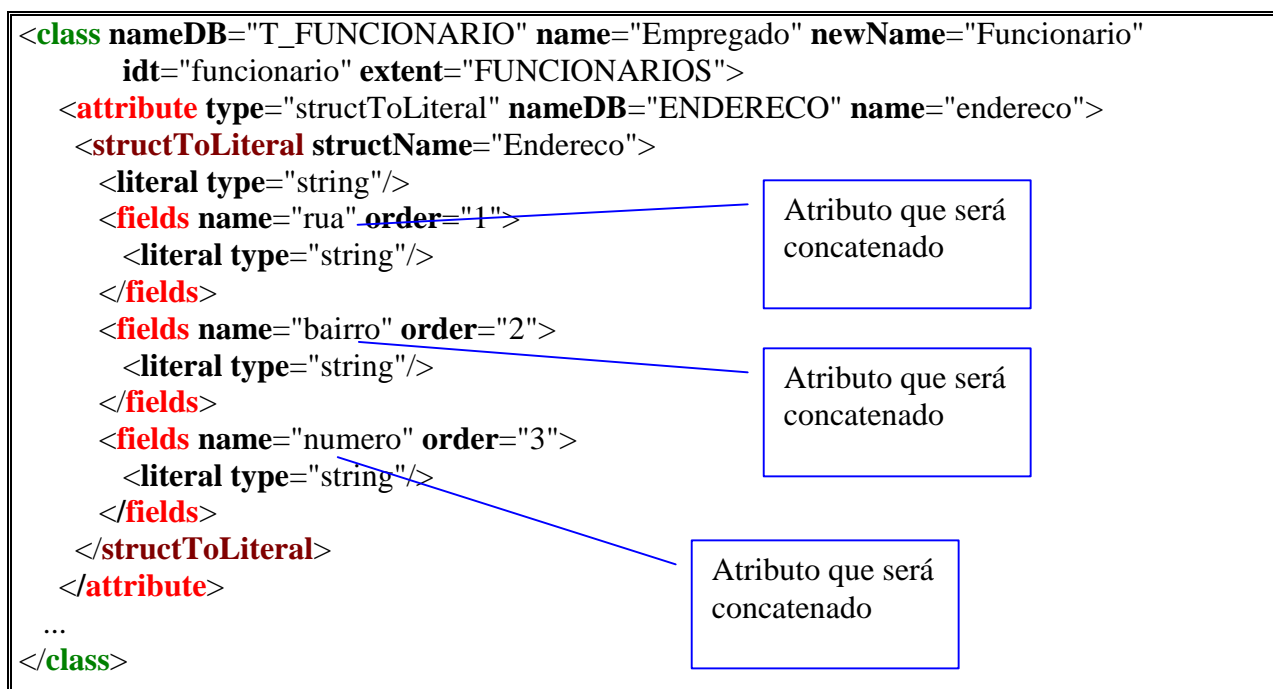 <class nameDB="T_FUNCIONARIO" name="Empregado" newName="Funcionario"
idt="funcionario" extent="FUNCIONARIOS">
<attribute type="structToLiteral" nameDB="ENDERECO" name="endereco">
<structToLiteral structName="Endereco">
<literal type="string"/>
<fields name="rua" order="1">
<literal type="string"/>
</fields>
<fields name="bairro" order="2">
<literal type="string"/>
</fields>
<fields name="numero" order="3">
<literal type="string"/>
</fields>
</structToLiteral>
</attribute>
...
</class>
Atributo que será
concatenado
Atributo que será
concatenado
Atributo que será
concatenado